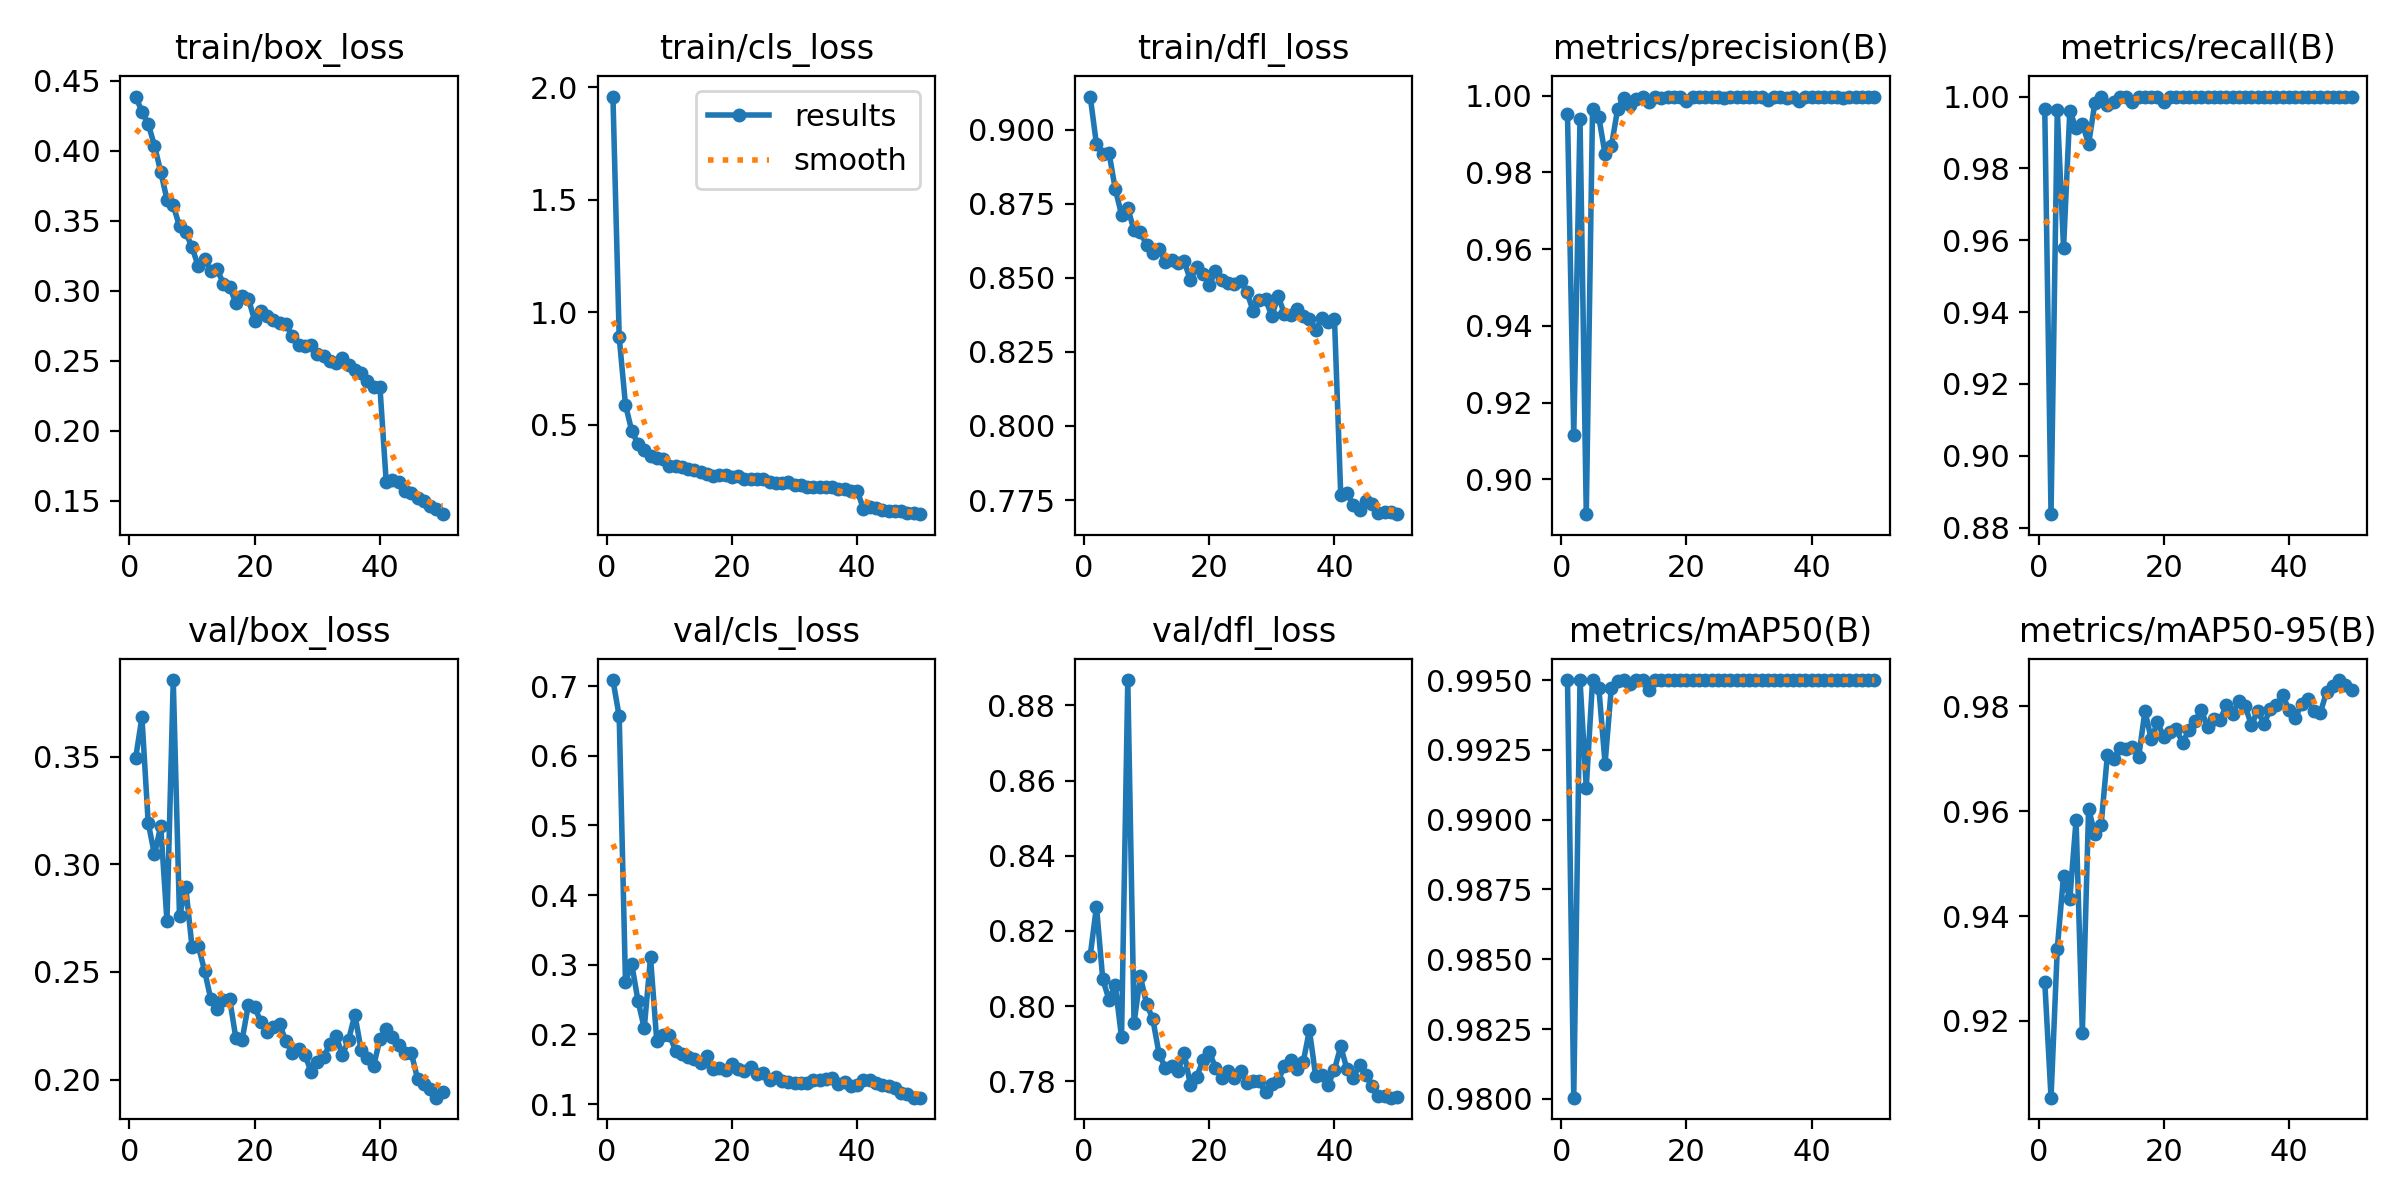 train/box_loss
0.45
0.40
0.35
0.30
0.25
0.20
0.15
0 20 40
train/cls_loss
results
smooth
2.0
1.5
1.0
0.5
0 20 40
train/dfl_loss
0.900
0.875
0.850
0.825
0.800
0.775
0 20 40
metrics/precision(B)
1.00
0.98
0.96
0.94
0.92
0.90
0 20 40
metrics/recall(B)
1.00
0.98
0.96
0.94
0.92
0.90
0.88
0 20 40
val/box_loss
0.35
0.30
0.25
0.20
0 20 40
val/cls_loss
0.7
0.6
0.5
0.4
0.3
0.2
0.1
0 20 40
val/dfl_loss
0.88
0.86
0.84
0.82
0.80
0.78
0 20 40
metrics/mAP50(B)
0.9950
0.9925
0.9900
0.9875
0.9850
0.9825
0.9800
0 20 40
metrics/mAP50-95(B)
0.98
0.96
0.94
0.92
0 20 40